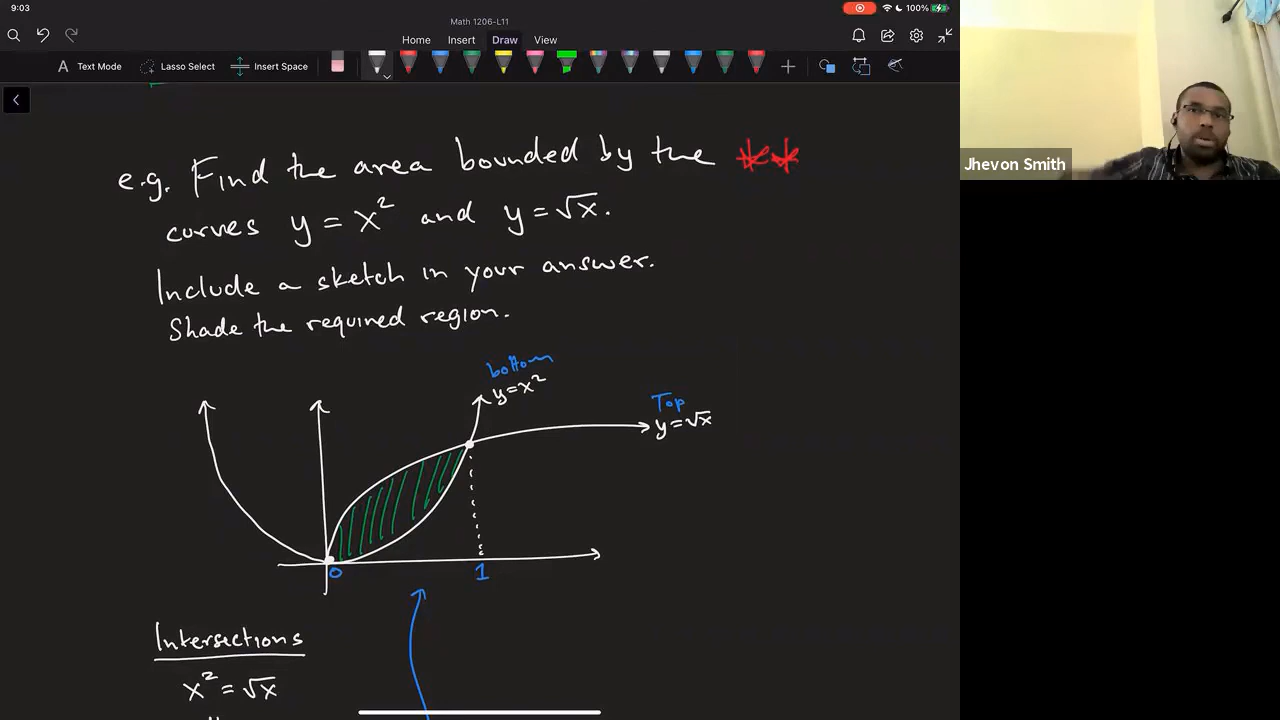 9:03
100%
Math 1206-L11
Home Insert Draw View
Text Mode Lasso Select Insert Space
e.g. Find the area bounded by the
curves y = x² and y = √x.
Include a sketch in your answer.
Shade the required region.
bottom
y=x²
Top
y=√x
0 1
Intersections
x² = √x
Jhevon Smith